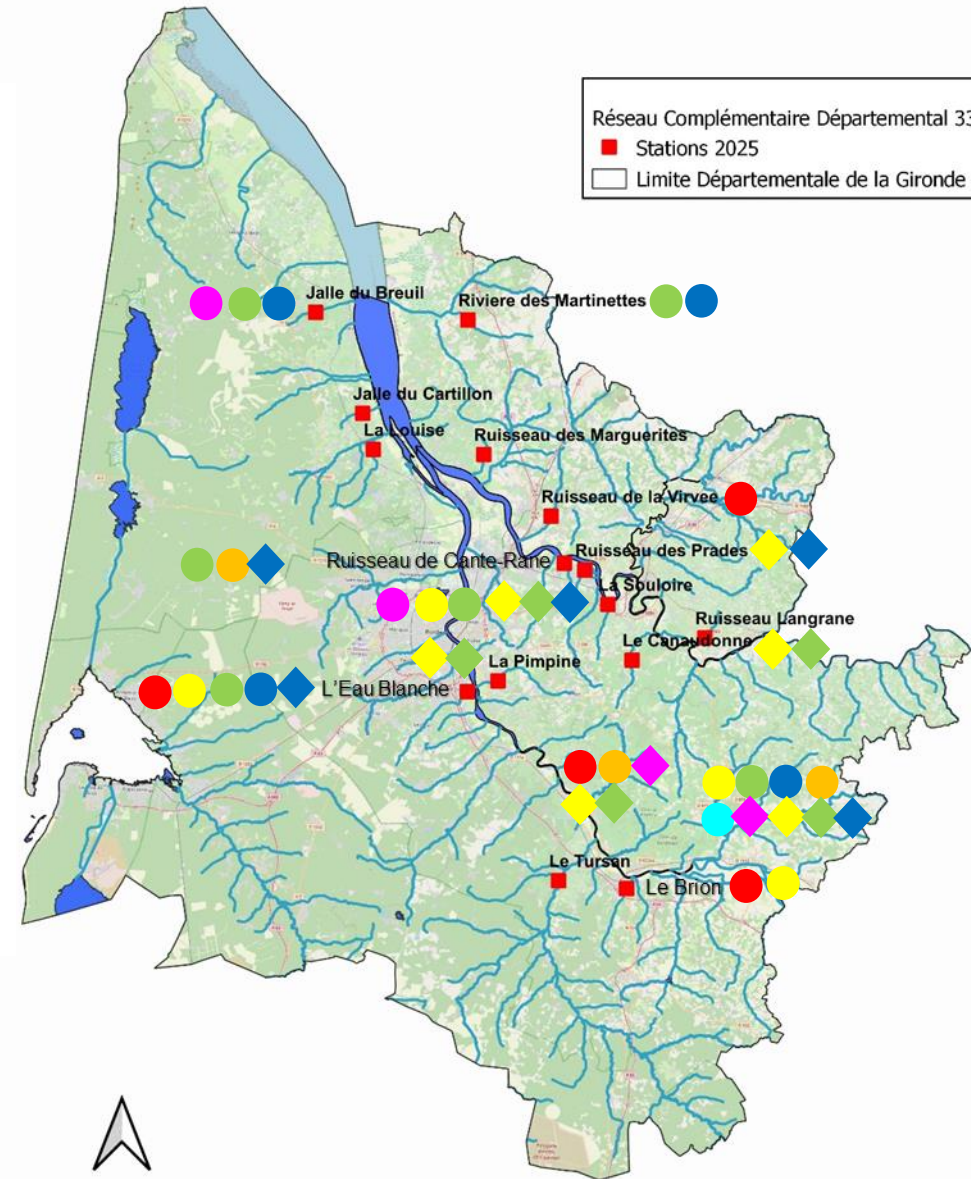 Réseau Complémentaire Départemental 33
Stations 2025
Limite Départementale de la Gironde
Jalle du Breuil
Riviere des Martinettes
Jalle du Cartillon
La Louise
Ruisseau des Marguerites
Ruisseau de la Virvee
Ruisseau de Cante-Rane
Ruisseau des Prades
La Souloire
Ruisseau Langrane
Le Canaudonne
La Pimpine
L'Eau Blanche
Le Tursan
Le Brion